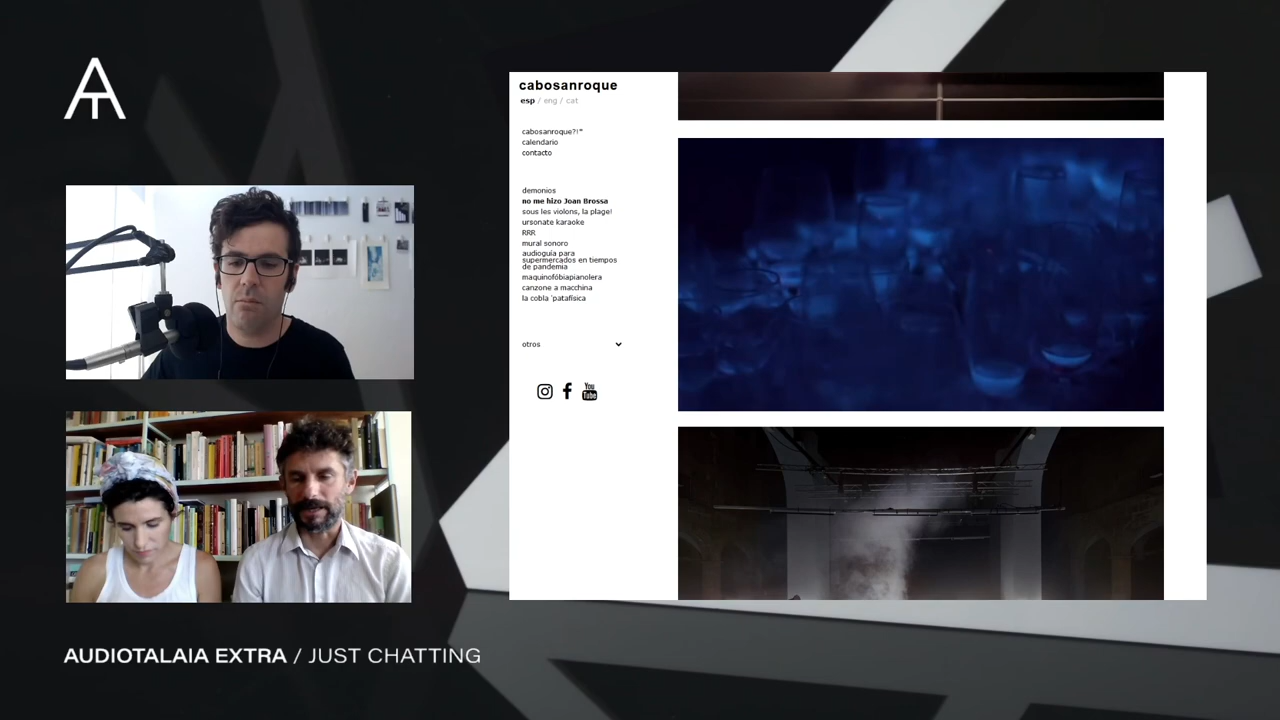 AT
cabosanroque
esp / eng / cat
cabosanroque?!*
calendario
contacto
demonios
no me hizo Joan Brossa
sous les violons, la plage!
ursonate karaoke
RRR
mural sonoro
audioguía para
supermercados en tiempos
de pandemia
maquinofòbiapianolera
canzone a macchina
la cobla 'patafísica
otros
You
Tube
AUDIOTALAIA EXTRA / JUST CHATTING